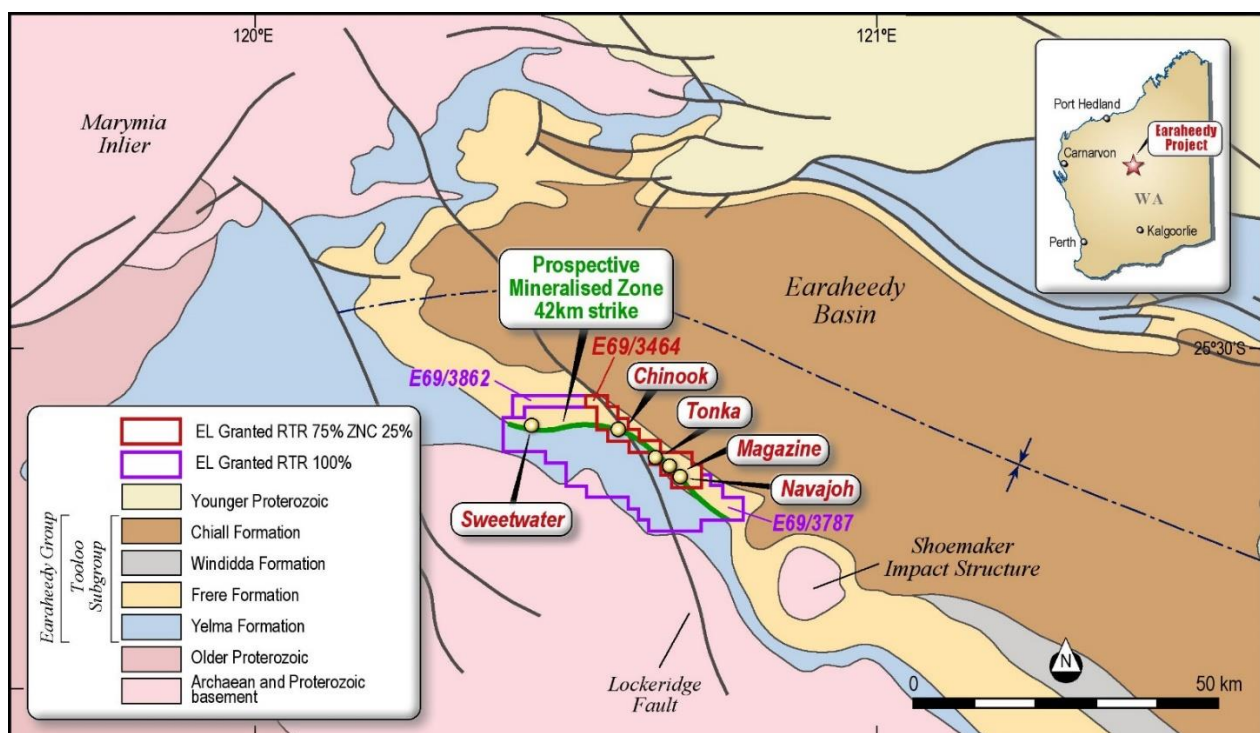 120°E
121°E
Marymia
Inlier
Port Hedland
Earaheedy
Project
Carnarvon
WA
Perth
Kalgoorlie
Prospective
Mineralised Zone
42km strike
Earaheedy
Basin
25°30'S
E69/3862
E69/3464
Chinook
Tonka
Magazine
Navajoh
Sweetwater
E69/3787
Shoemaker
Impact Structure
Lockeridge
Fault
N
0
50 km
EL Granted RTR 75% ZNC 25%
EL Granted RTR 100%
Younger Proterozoic
Earaheedy Group
Tooloo
Subgroup
Chiall Formation
Windidda Formation
Frere Formation
Yelma Formation
Older Proterozoic
Archaean and Proterozoic
basement